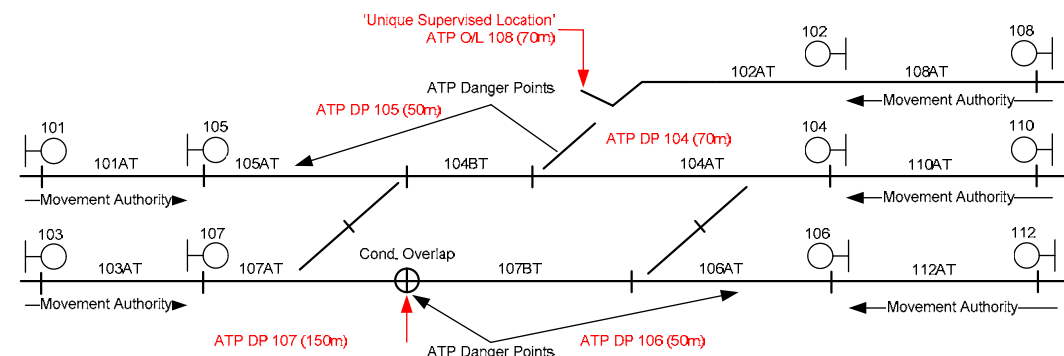 'Unique Supervised Location'
ATP O/L 108 (70m)
102
108
102AT
108AT
ATP Danger Points
Movement Authority
ATP DP 105 (50m)
ATP DP 104 (70m)
101
105
104
110
101AT
105AT
104BT
104AT
110AT
Movement Authority
Movement Authority
103
107
Cond. Overlap
106
112
103AT
107AT
107BT
106AT
112AT
Movement Authority
Movement Authority
ATP DP 107 (150m)
ATP Danger Points
ATP DP 106 (50m)